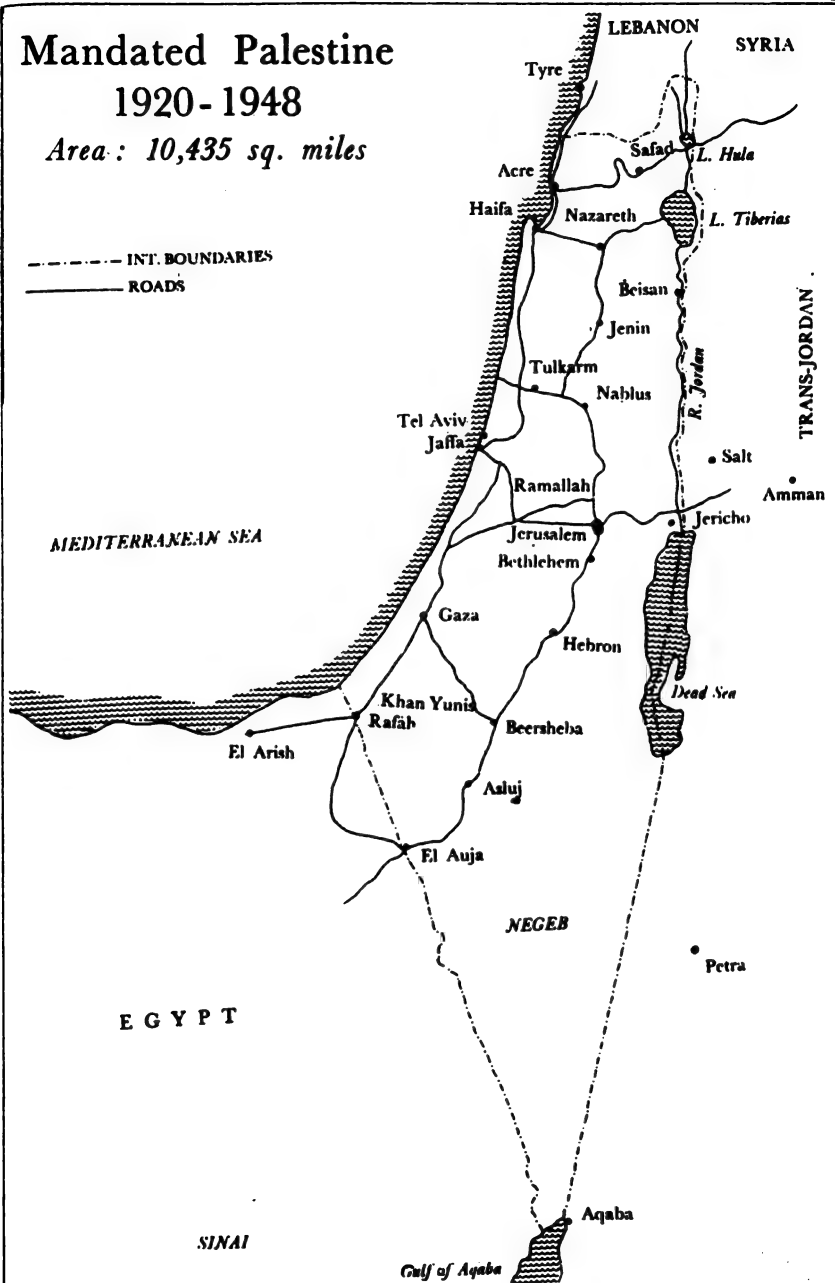 Mandated Palestine
1920-1948
Area: 10,435 sq. miles
INT. BOUNDARIES
ROADS
LEBANON
SYRIA
Tyre
Safad
L. Hula
Acre
Haifa
Nazareth
L. Tiberias
Beisan
Jenin
TRANS-JORDAN
Tulkarm
Nablus
R. Jordan
Tel Aviv
Jaffa
Salt
Ramallah
Amman
Jericho
Jerusalem
MEDITERRANEAN SEA
Bethlehem
Gaza
Hebron
Dead Sea
Khan Yunis
Rafah
Beersheba
El Arish
Asluj
El Auja
NEGEB
Petra
EGYPT
Aqaba
SINAI
Gulf of Aqaba